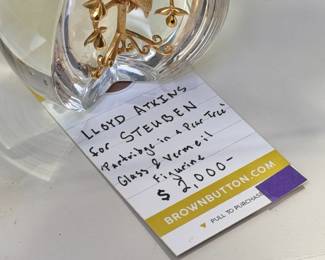 LLOYD ATKINS
for STEUBEN
"Partridge in a Pear Tree"
Glass & Vermeil
Figurine
$ 2,000-
BROWNBUTTON.COM
PULL TO PURCHASE